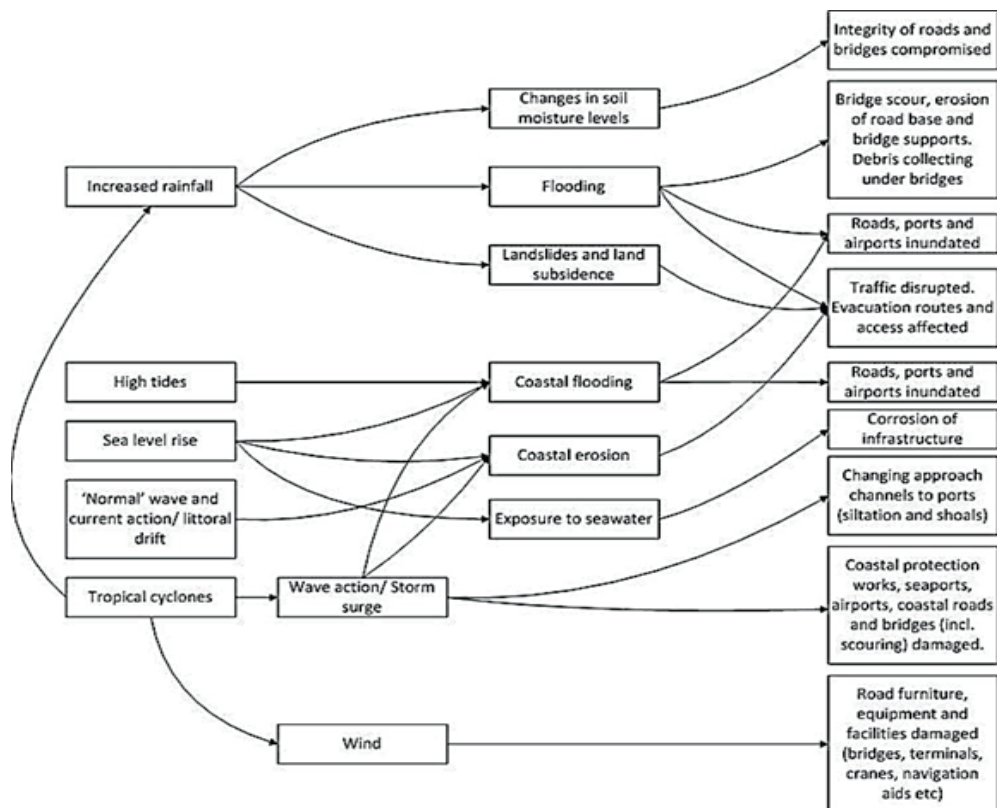 Integrity of roads and
bridges compromised
Changes in soil
moisture levels
Bridge scour, erosion
of road base and
bridge supports.
Debris collecting
under bridges
Increased rainfall
Flooding
Roads, ports and
airports inundated
Landslides and land
subsidence
Traffic disrupted.
Evacuation routes and
access affected
High tides
Coastal flooding
Roads, ports and
airports inundated
Sea level rise
Coastal erosion
Corrosion of
infrastructure
‘Normal’ wave and
current action/ littoral
drift
Exposure to seawater
Changing approach
channels to ports
(siltation and shoals)
Tropical cyclones
Wave action/ Storm
surge
Coastal protection
works, seaports,
airports, coastal roads
and bridges (incl.
scouring) damaged.
Wind
Road furniture,
equipment and
facilities damaged
(bridges, terminals,
cranes, navigation
aids etc)